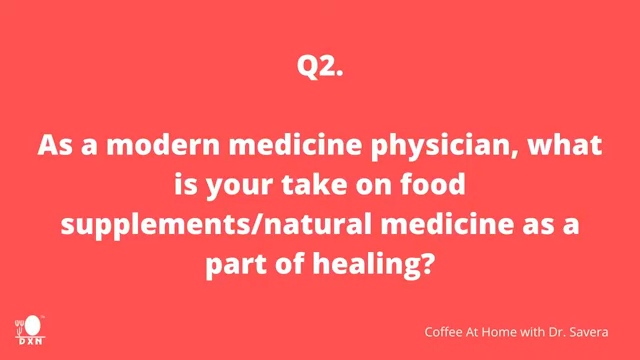 Q2.
As a modern medicine physician, what
is your take on food
supplements/natural medicine as a
part of healing?
DXN
Coffee At Home with Dr. Savera